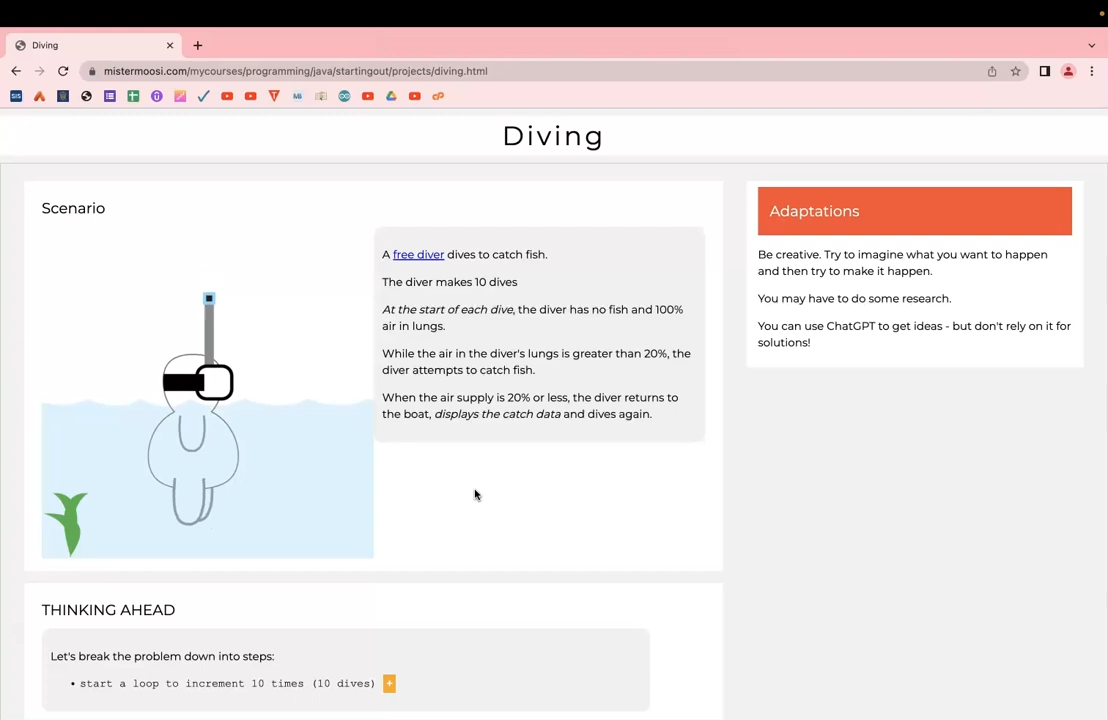 Diving
mistermoosi.com/mycourses/programming/java/startingout/projects/diving.html
SIS
Diving
Scenario
A free diver dives to catch fish.
The diver makes 10 dives
At the start of each dive, the diver has no fish and 100%
air in lungs.
While the air in the diver's lungs is greater than 20%, the
diver attempts to catch fish.
When the air supply is 20% or less, the diver returns to
the boat, displays the catch data and dives again.
Adaptations
Be creative. Try to imagine what you want to happen
and then try to make it happen.
You may have to do some research.
You can use ChatGPT to get ideas - but don't rely on it for
solutions!
THINKING AHEAD
Let's break the problem down into steps:
• start a loop to increment 10 times (10 dives) +